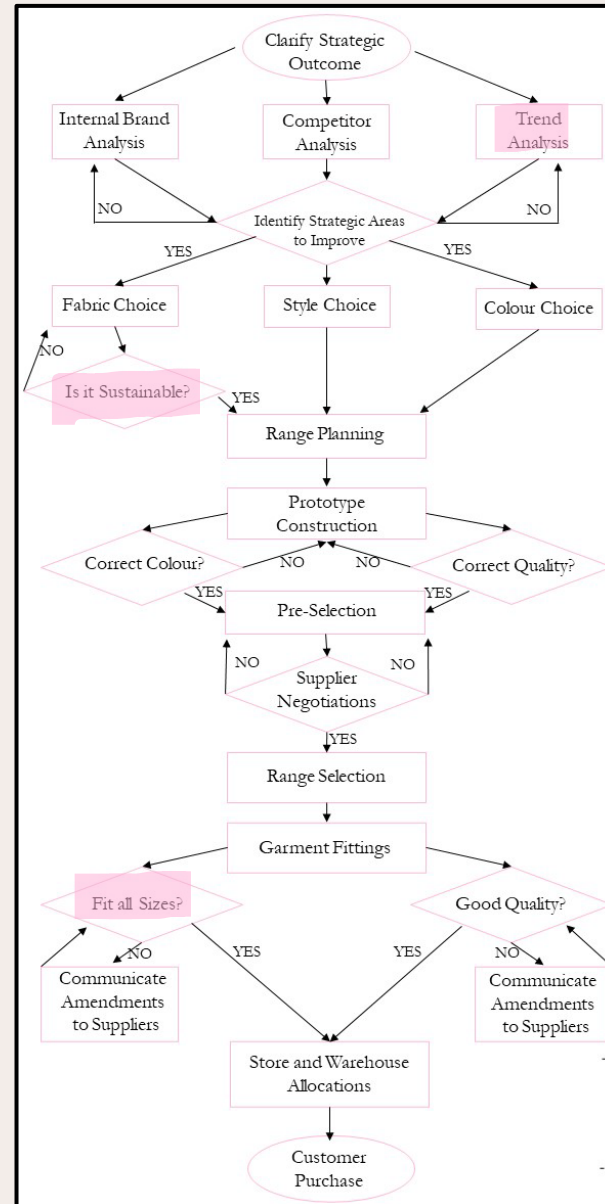 Clarify Strategic
Outcome
Internal Brand
Analysis
Competitor
Analysis
Trend
Analysis
NO
Identify Strategic Areas
to Improve
NO
YES
YES
Fabric Choice
Style Choice
Colour Choice
NO
Is it Sustainable?
YES
Range Planning
Prototype
Construction
Correct Colour?
NO
NO
Correct Quality?
YES
YES
Pre-Selection
NO
NO
Supplier
Negotiations
YES
Range Selection
Garment Fittings
Fit all Sizes?
Good Quality?
NO
YES
YES
NO
Communicate
Amendments
to Suppliers
Communicate
Amendments
to Suppliers
Store and Warehouse
Allocations
Customer
Purchase